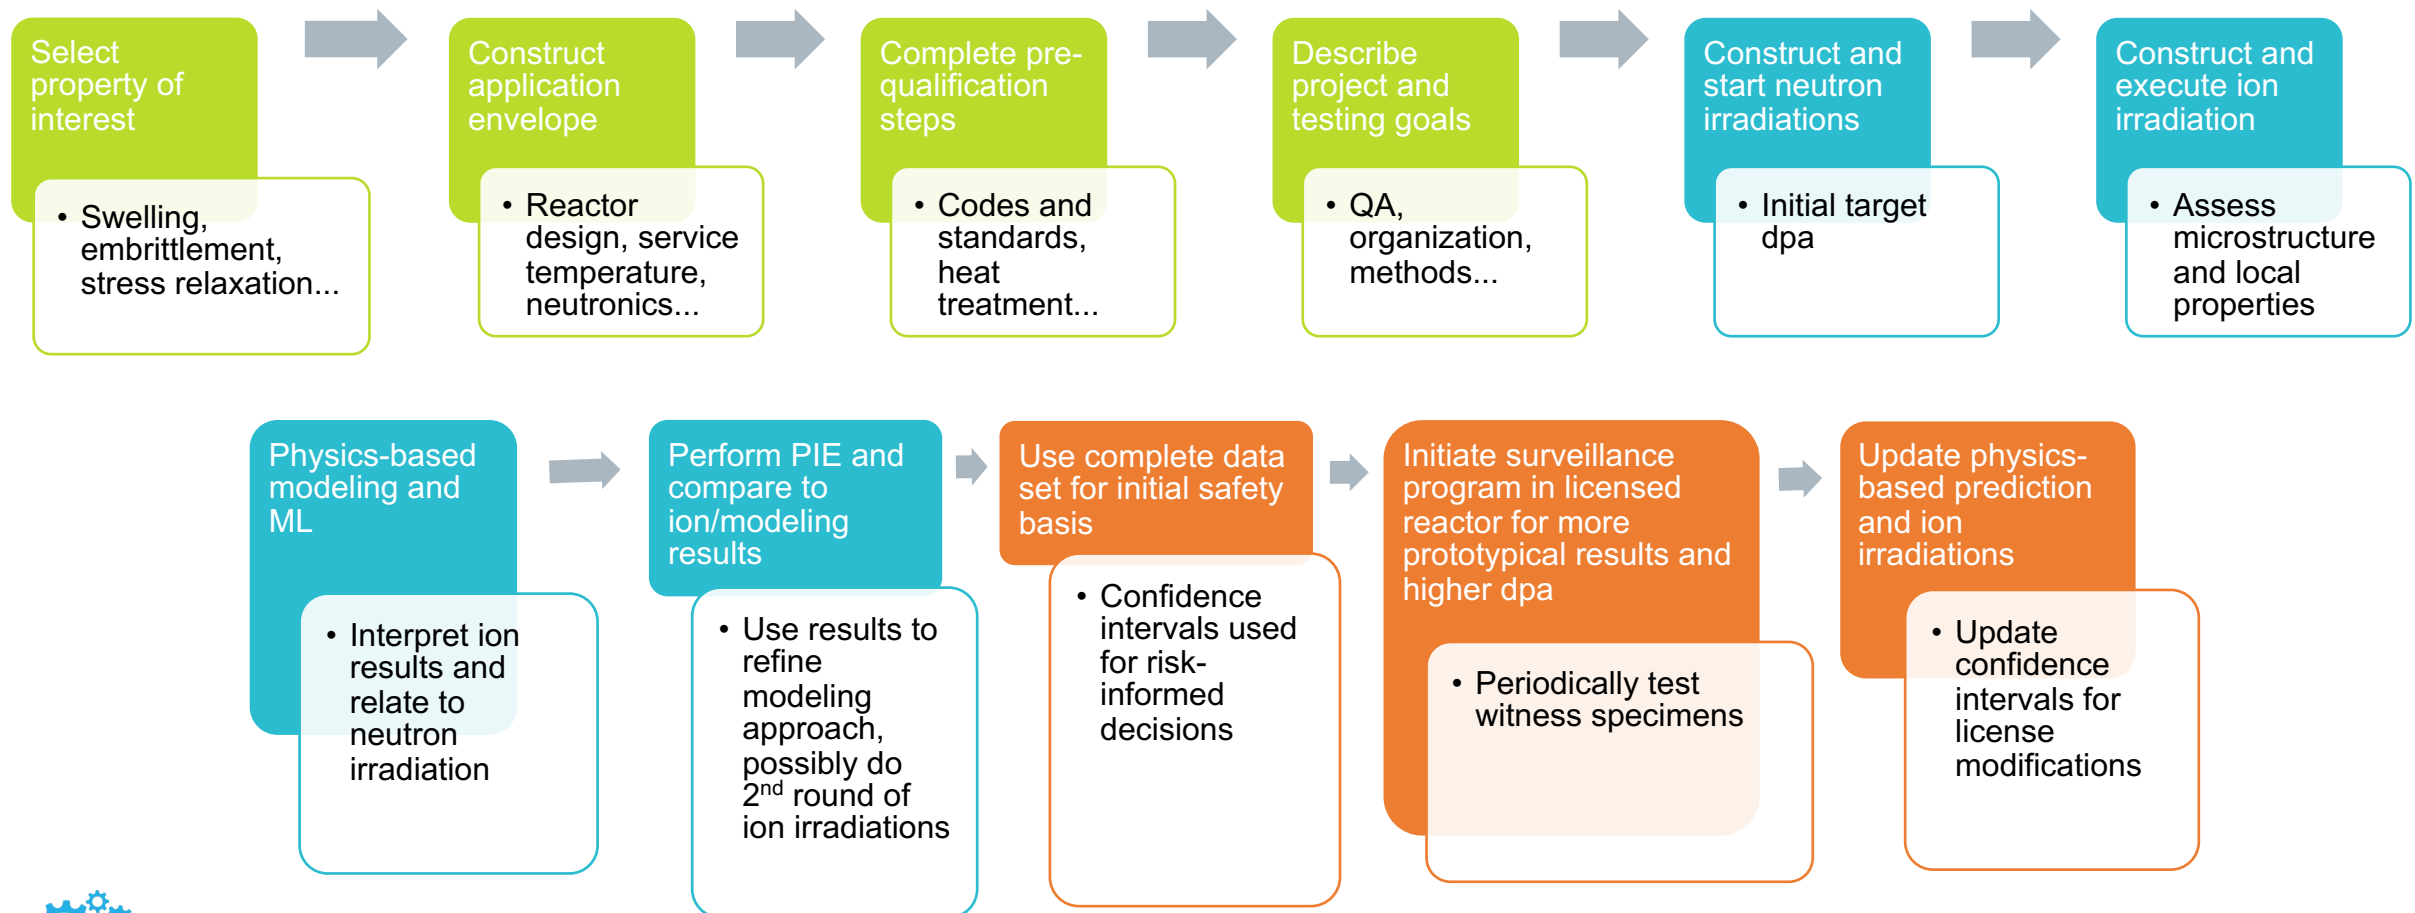 Select
property of
interest
• Swelling,
embrittlement,
stress relaxation...
Construct
application
envelope
• Reactor
design, service
temperature,
neutronics...
Complete pre-
qualification
steps
• Codes and
standards,
heat
treatment...
Describe
project and
testing goals
• QA,
organization,
methods...
Construct and
start neutron
irradiations
• Initial target
dpa
Construct and
execute ion
irradiation
• Assess
microstructure
and local
properties
Physics-based
modeling and
ML
• Interpret ion
results and
relate to
neutron
irradiation
Perform PIE and
compare to
ion/modeling
results
• Use results to
refine
modeling
approach,
possibly do
2nd round of
ion irradiations
Use complete data
set for initial safety
basis
• Confidence
intervals used
for risk-
informed
decisions
Initiate surveillance
program in licensed
reactor for more
prototypical results and
higher dpa
• Periodically test
witness specimens
Update physics-
based prediction
and ion
irradiations
• Update
confidence
intervals for
license
modifications